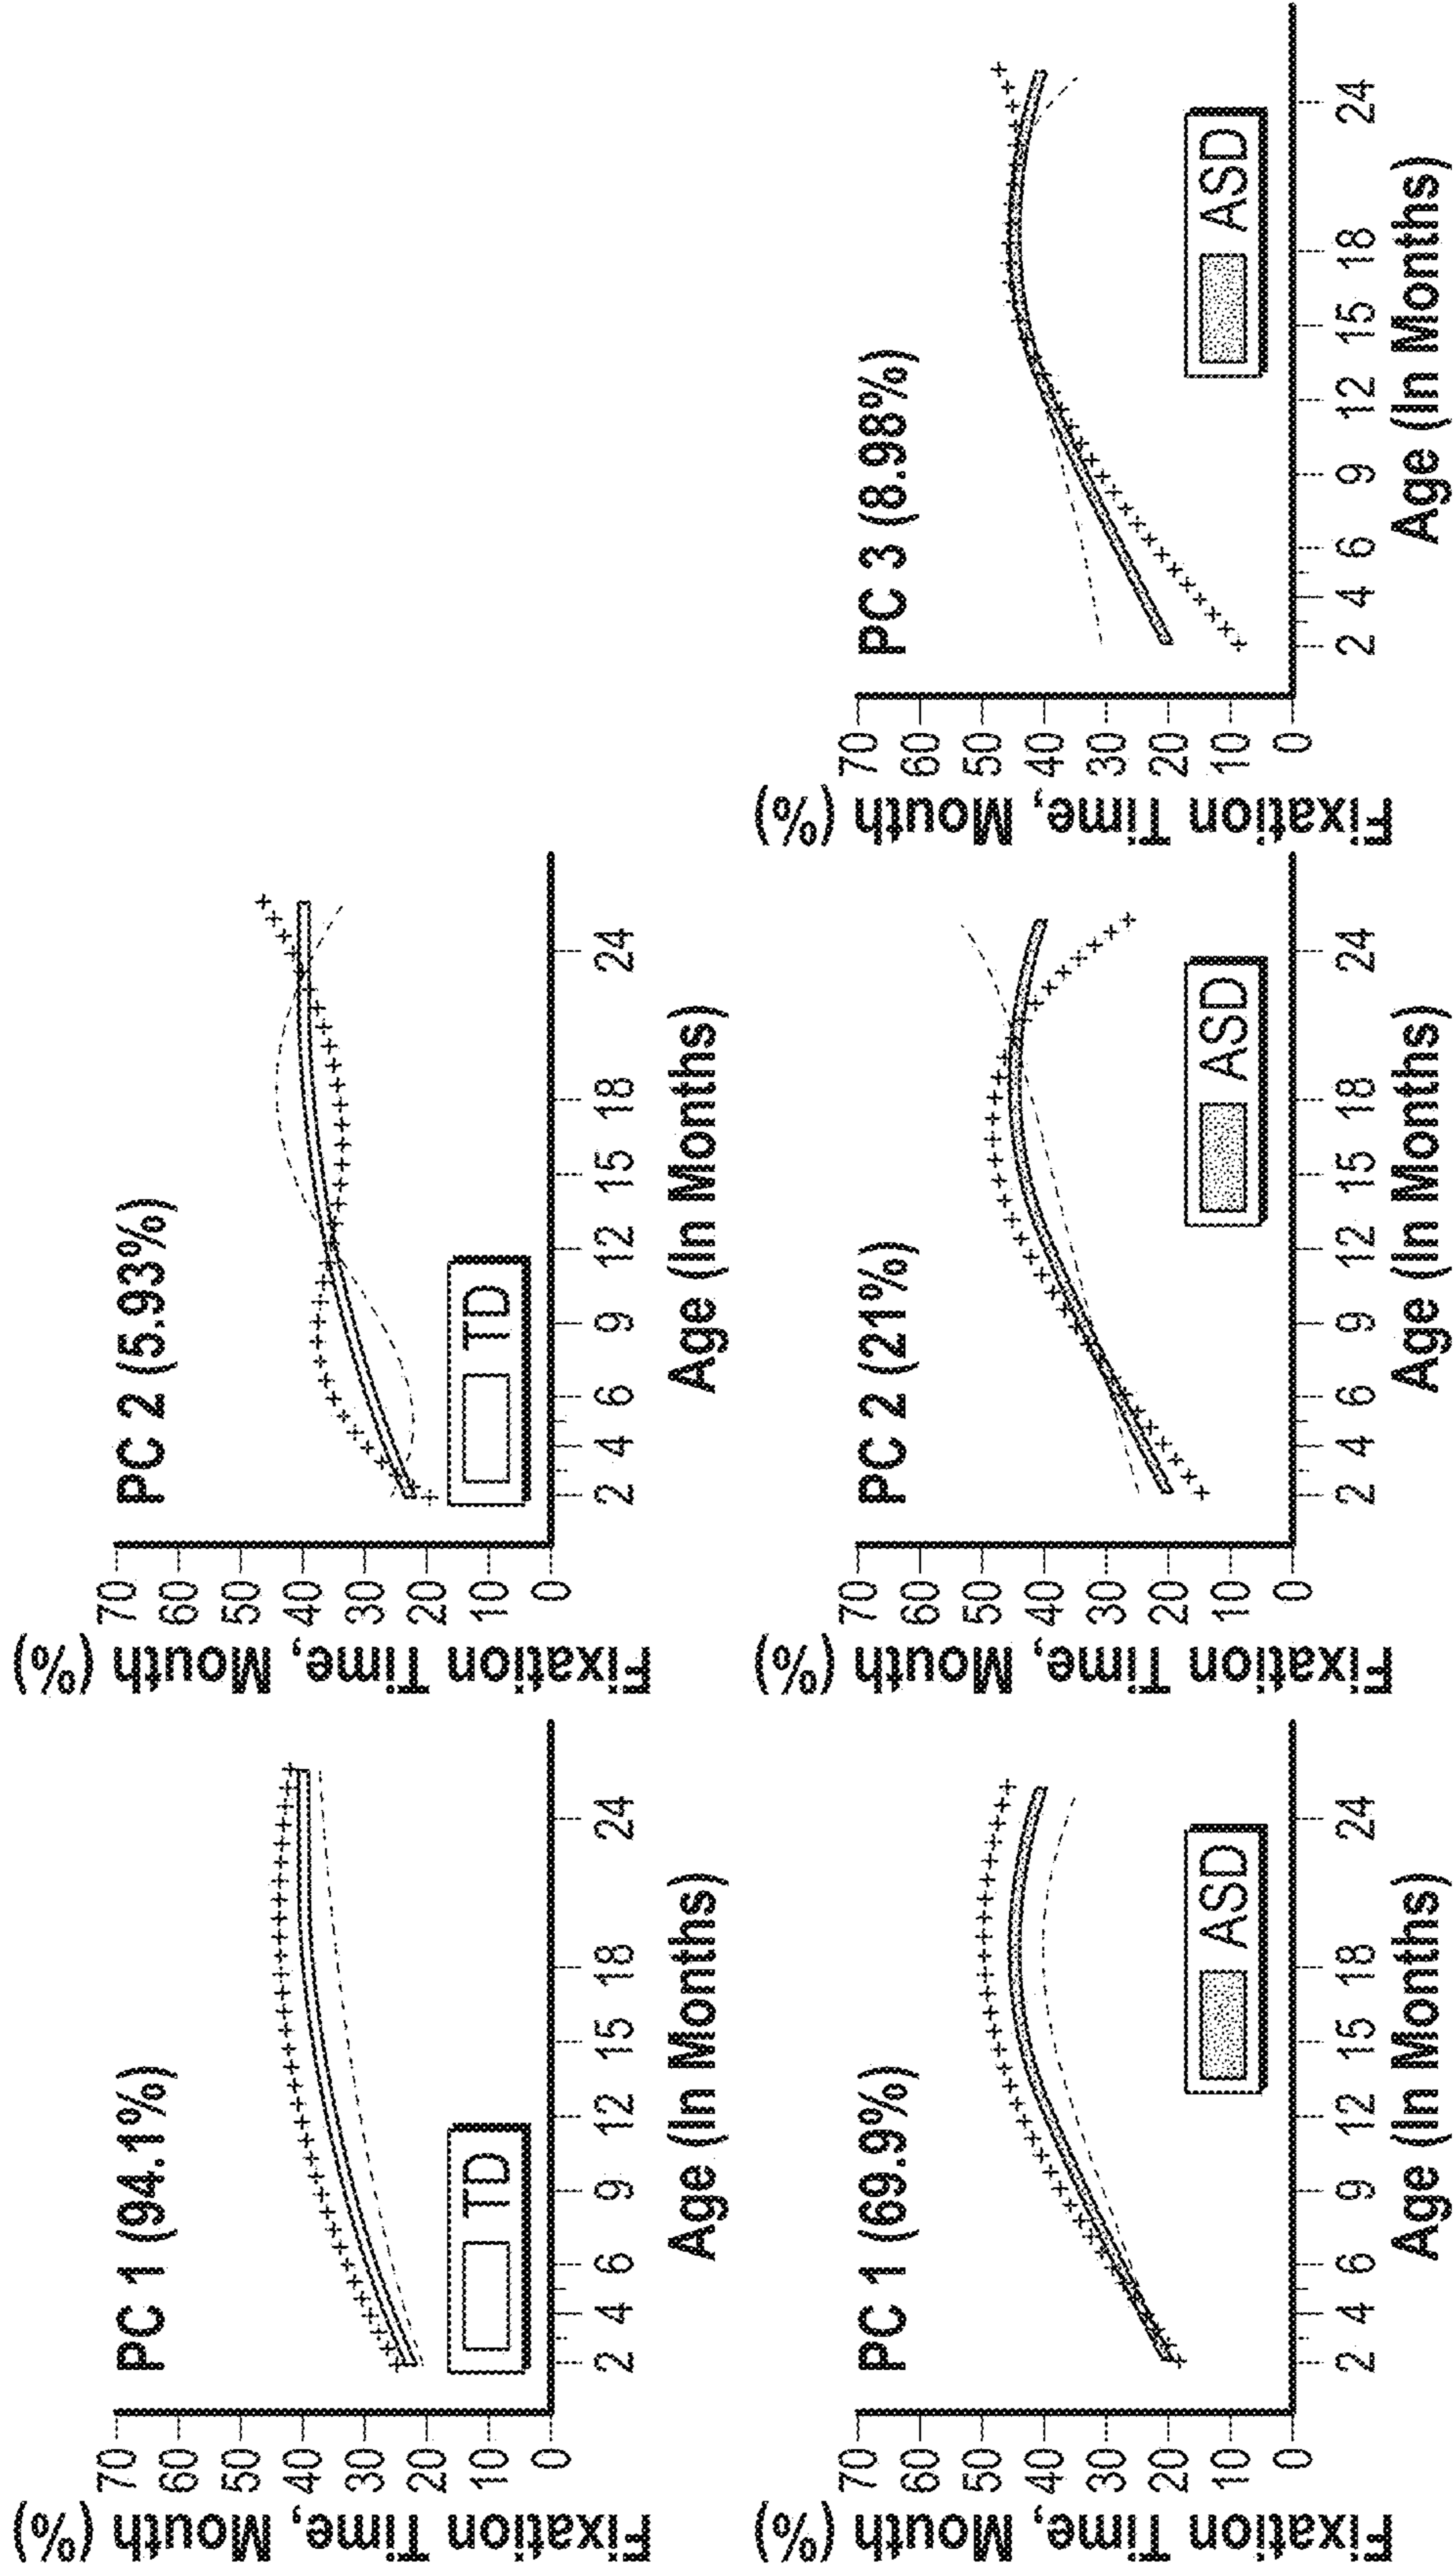 PC 1 (94.1%)
Fixation Time, Mouth
(%)
70
60
50
40
30
20
10
0
TD
2 4 6 9 12 15 18 24
Age (In Months)
PC 2 (5.93%)
Fixation Time, Mouth
(%)
70
60
50
40
30
20
10
0
TD
2 4 6 9 12 15 18 24
Age (In Months)
PC 1 (69.9%)
Fixation Time, Mouth
(%)
70
60
50
40
30
20
10
0
ASD
2 4 6 9 12 15 18 24
Age (In Months)
PC 2 (21%)
Fixation Time, Mouth
(%)
70
60
50
40
30
20
10
0
ASD
2 4 6 9 12 15 18 24
Age (In Months)
PC 3 (8.98%)
Fixation Time, Mouth
(%)
70
60
50
40
30
20
10
0
ASD
2 4 6 9 12 15 18 24
Age (In Months)